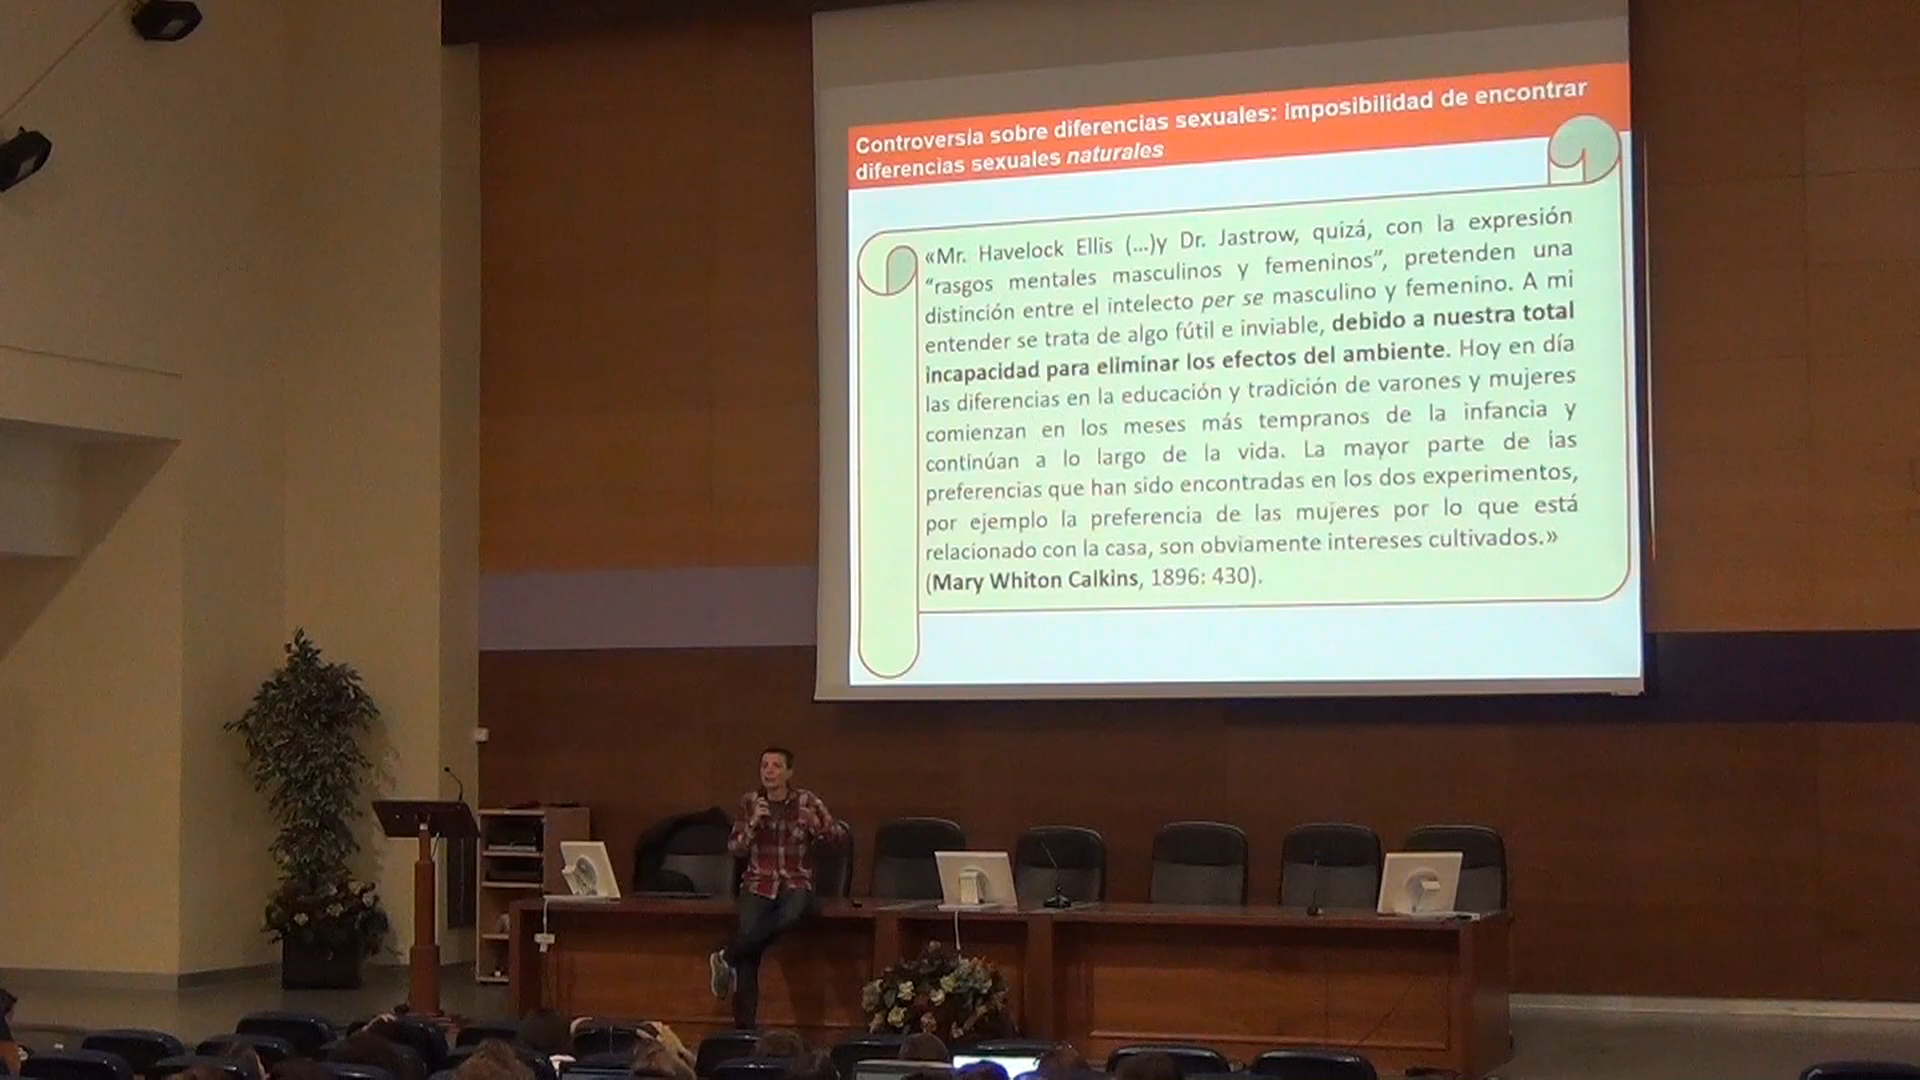 Controversia sobre diferencias sexuales: imposibilidad de encontrar
diferencias sexuales naturales
«Mr. Havelock Ellis (...)y Dr. Jastrow, quizá, con la expresión
"rasgos mentales masculinos y femeninos", pretenden una
distinción entre el intelecto per se masculino y femenino. A mi
entender se trata de algo fútil e inviable, debido a nuestra total
incapacidad para eliminar los efectos del ambiente. Hoy en día
las diferencias en la educación y tradición de varones y mujeres
comienzan en los meses más tempranos de la infancia y
continúan a lo largo de la vida. La mayor parte de las
preferencias que han sido encontradas en los dos experimentos,
por ejemplo la preferencia de las mujeres por lo que está
relacionado con la casa, son obviamente intereses cultivados.»
(Mary Whiton Calkins, 1896: 430).